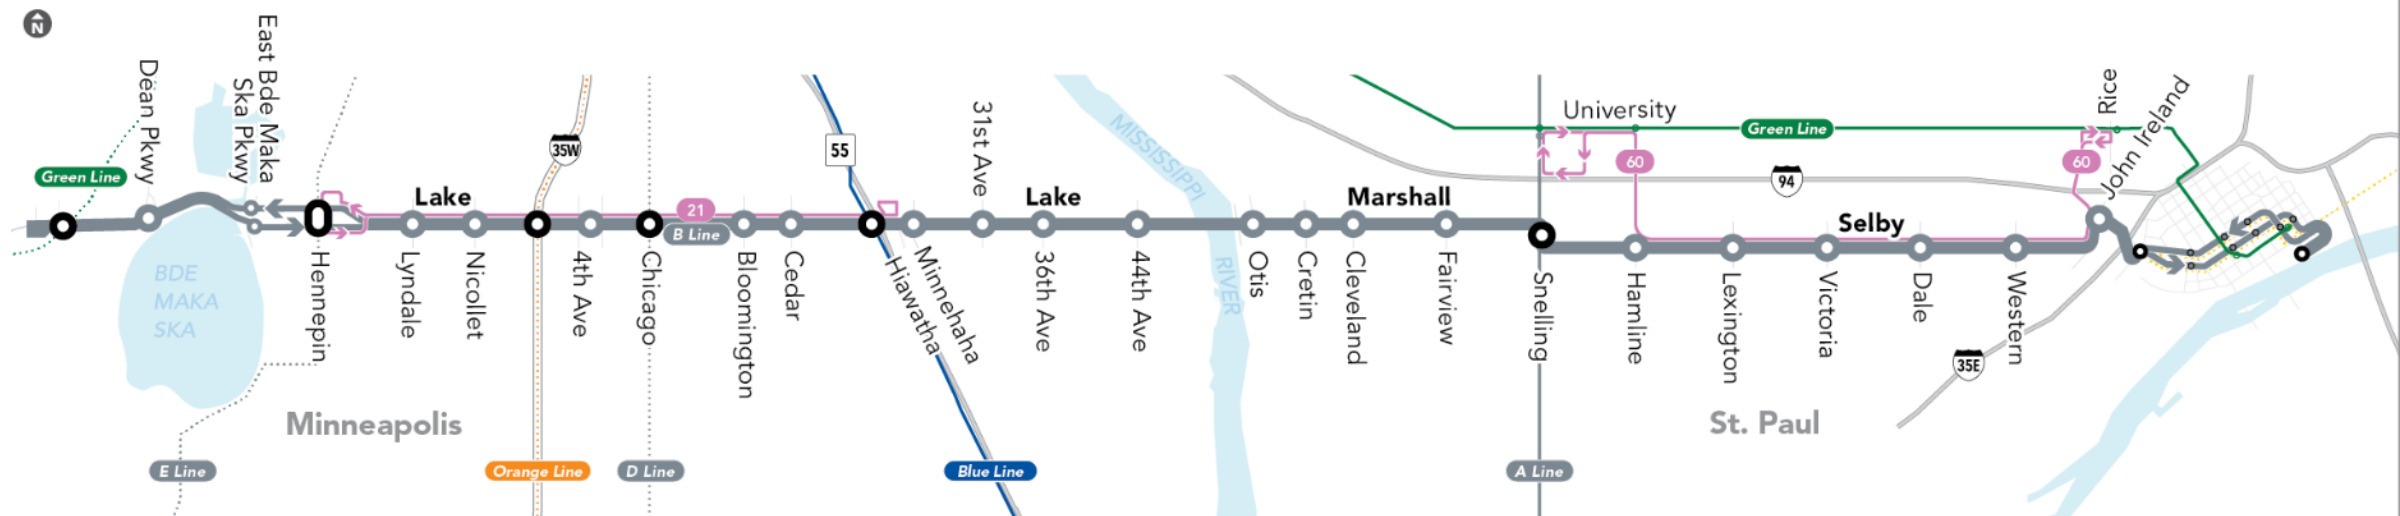 N
Green Line
Dean Pkwy
East Bde Maka
Ska Pkwy
BDE
MAKA
SKA
Hennepin
Lake
Lyndale
Nicollet
35W
4th Ave
Chicago
21
B Line
Bloomington
Cedar
55
Hiawatha
Minnehaha
31st Ave
Lake
36th Ave
44th Ave
MISSISSIPPI
RIVER
Otis
Cretin
Cleveland
Marshall
Fairview
Snelling
University
60
Hamline
Green Line
94
Lexington
Victoria
Selby
Dale
Western
60
Rice
John Ireland
35E
Minneapolis
St. Paul
E Line
Orange Line
D Line
Blue Line
A Line